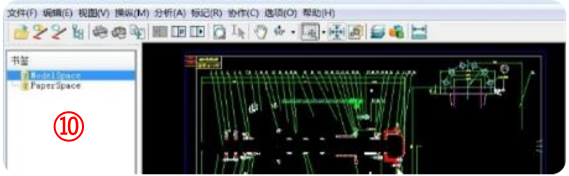 文件(F) 编辑(E) 视图(V) 操纵(M) 分析(A) 标记(R) 协作(C) 选项(O) 帮助(H)
书签
ModelSpace
PaperSpace
⑩